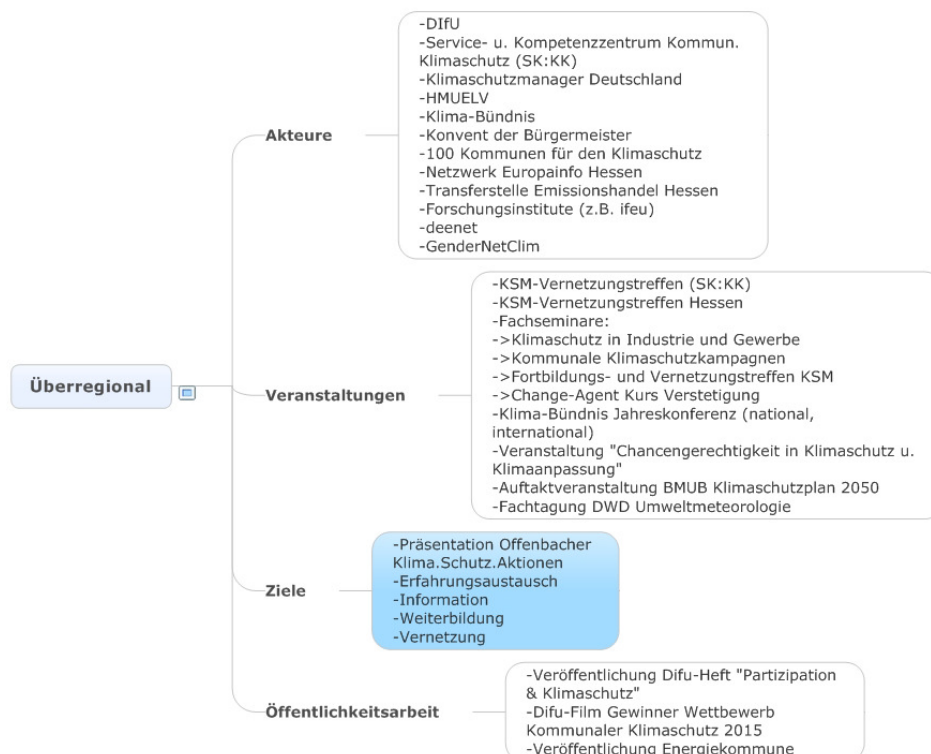 Überregional
Akteure
-DIfU
-Service- u. Kompetenzzentrum Kommun.
Klimaschutz (SK:KK)
-Klimaschutzmanager Deutschland
-HMUELV
-Klima-Bündnis
-Konvent der Bürgermeister
-100 Kommunen für den Klimaschutz
-Netzwerk Europainfo Hessen
-Transferstelle Emissionshandel Hessen
-Forschungsinstitute (z.B. ifeu)
-deenet
-GenderNetClim
Veranstaltungen
-KSM-Vernetzungstreffen (SK:KK)
-KSM-Vernetzungstreffen Hessen
-Fachseminare:
->Klimaschutz in Industrie und Gewerbe
->Kommunale Klimaschutzkampagnen
->Fortbildungs- und Vernetzungstreffen KSM
->Change-Agent Kurs Verstetigung
-Klima-Bündnis Jahreskonferenz (national,
international)
-Veranstaltung "Chancengerechtigkeit in Klimaschutz u.
Klimaanpassung"
-Auftaktveranstaltung BMUB Klimaschutzplan 2050
-Fachtagung DWD Umweltmeteorologie
Ziele
-Präsentation Offenbacher
Klima.Schutz.Aktionen
-Erfahrungsaustausch
-Information
-Weiterbildung
-Vernetzung
Öffentlichkeitsarbeit
-Veröffentlichung Difu-Heft "Partizipation
& Klimaschutz"
-Difu-Film Gewinner Wettbewerb
Kommunaler Klimaschutz 2015
-Veröffentlichung Energiekommune